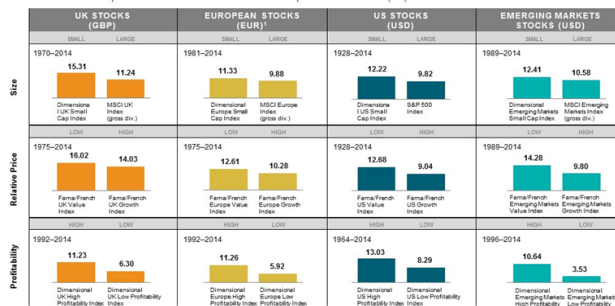 UK STOCKS EUROPEAN STOCKS US STOCKS EMERGING MARKETS
(GBP) (EUR)¹ (USD) STOCKS (USD)
SMALL LARGE SMALL LARGE SMALL LARGE SMALL LARGE
Size
1970–2014 1981–2014 1928–2014 1989–2014
15.31 11.24 11.33 9.88 12.22 9.82 12.41 10.58
Dimensiona MSCI UK Dimensional MSCI Europe Dimensiona S&P 500 Dimensional MSCI Emerging
l UK Small Index Europe Small Index l US Small Index Emerging Markets Markets Index
Cap Index (gross div.) Cap Index (gross div.) Cap Index Small Cap Index (gross div.)
LOW HIGH LOW HIGH LOW HIGH LOW HIGH
Relative Price
1975–2014 1975–2014 1928–2014 1989–2014
16.02 14.03 12.61 10.28 12.68 9.04 14.28 9.80
Fama/French Fama/French Fama/French Fama/French Fama/French Fama/French Fama/French Fama/French
UK Value UK Growth Europe Value Europe Growth US Value US Growth Emerging Markets Emerging Markets
Index Index Index Index Index Index Value Index Growth Index
HIGH LOW HIGH LOW HIGH LOW HIGH LOW
Profitability
1992–2014 1992–2014 1964–2014 1996–2014
11.23 6.30 11.26 5.92 13.03 8.29 10.64 3.53
Dimensional Dimensional Dimensional Dimensional Dimensional Dimensional Dimensional Dimensional
UK High UK Low Profitability Europe High Europe Low US High US Low Profitability Emerging Markets Emerging Markets
Profitability Index Index Profitability Index Profitability Index Profitability Index Index High Profitability Low Profitability